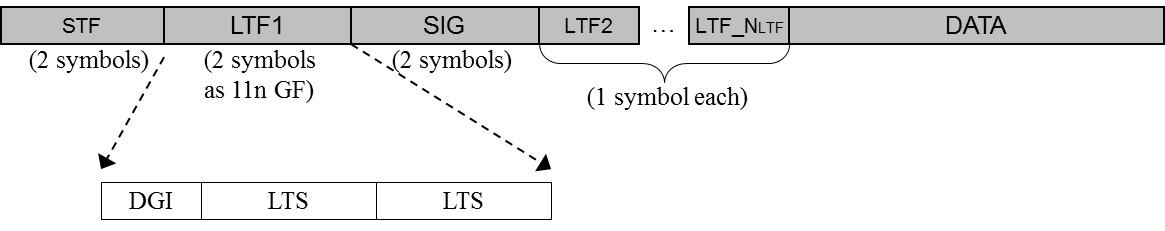 STF LTF1 SIG LTF2 ... LTF_NLTF DATA
(2 symbols) (2 symbols (2 symbols)
as 11n GF)
(1 symbol each)
DGI LTS LTS